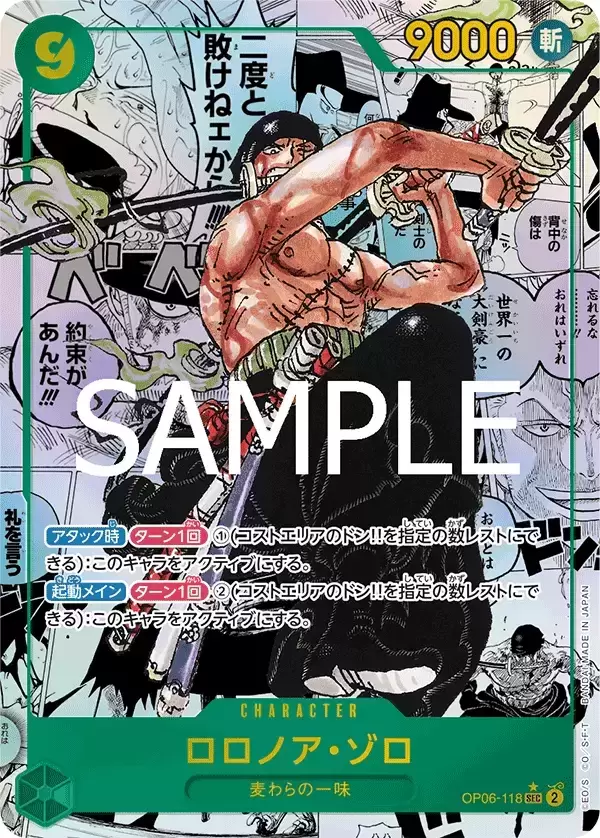 9
9000
斬
二度と
敗けねェから!!!!
背中の
傷は
忘れるな
おれはいずれ
世界一の
大剣豪に
約束が
あんだ!!!
SAMPLE
礼を言う
アタック時 ターン1回 ①(コストエリアのドン!!を指定の数レストにで
きる):このキャラをアクティブにする。
起動メイン ターン1回 ②(コストエリアのドン!!を指定の数レストにで
きる):このキャラをアクティブにする。
CHARACTER
ロロノア・ゾロ
麦わらの一味
OP06-118 SEC 2
©E.O/S. ©O.S-F.T BANDAI MADE IN JAPAN
おれは